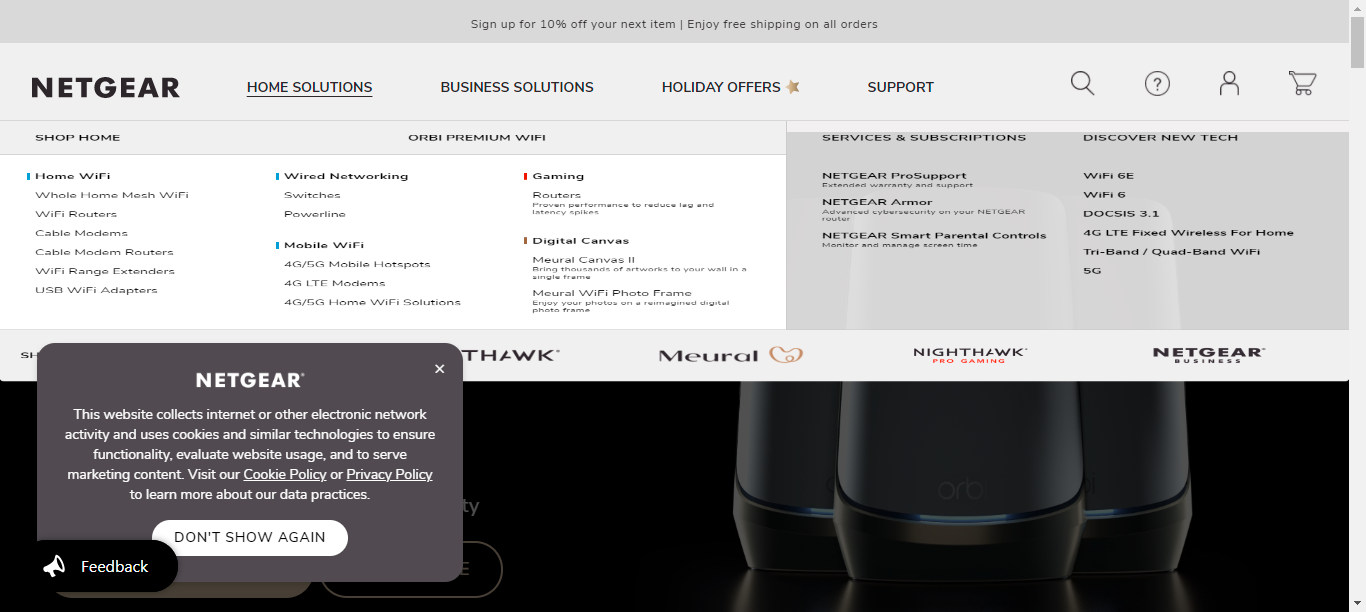 Sign up for 10% off your next item | Enjoy free shipping on all orders
NETGEAR
HOME SOLUTIONS
BUSINESS SOLUTIONS
HOLIDAY OFFERS
SUPPORT
SHOP HOME
ORBI PREMIUM WIFI
SERVICES & SUBSCRIPTIONS
DISCOVER NEW TECH
Home WiFi
Whole Home Mesh WiFi
WiFi Routers
Cable Modems
Cable Modem Routers
WiFi Range Extenders
USB WiFi Adapters
Wired Networking
Switches
Powerline
Mobile WiFi
4G/5G Mobile Hotspots
4G LTE Modems
4G/5G Home WiFi Solutions
Gaming
Routers
Proven performance to reduce lag and
latency spikes
Digital Canvas
Meural Canvas II
Bring thousands of artworks to your wall in a
single frame
Meural WiFi Photo Frame
Enjoy your photos on a reimagined digital
photo frame
NETGEAR ProSupport
Extended warranty and support
NETGEAR Armor
Advanced cybersecurity on your NETGEAR
router
NETGEAR Smart Parental Controls
Monitor and manage screen time
WiFi 6E
WiFi 6
DOCSIS 3.1
4G LTE Fixed Wireless For Home
Tri-Band / Quad-Band WiFi
5G
Meural
NIGHTHAWK
PRO GAMING
NETGEAR
BUSINESS
NETGEAR
This website collects internet or other electronic network
activity and uses cookies and similar technologies to ensure
functionality, evaluate website usage, and to serve
marketing content. Visit our Cookie Policy or Privacy Policy
to learn more about our data practices.
DON'T SHOW AGAIN
Feedback
orbi